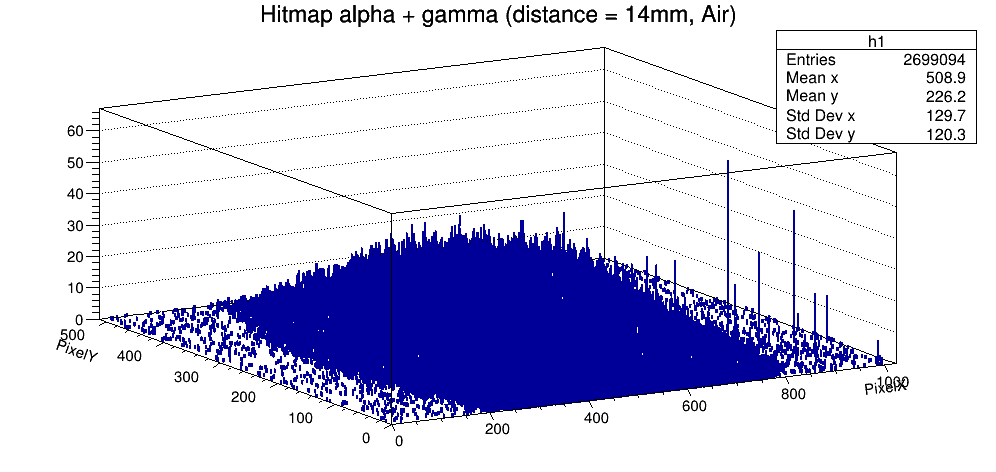 Hitmap alpha + gamma (distance = 14mm, Air)
h1
Entries 2699094
Mean x 508.9
Mean y 226.2
Std Dev x 129.7
Std Dev y 120.3
60
50
40
30
20
10
0
500
400
300
200
100
0
PixelY
0
200
400
600
800
1000
PixelX